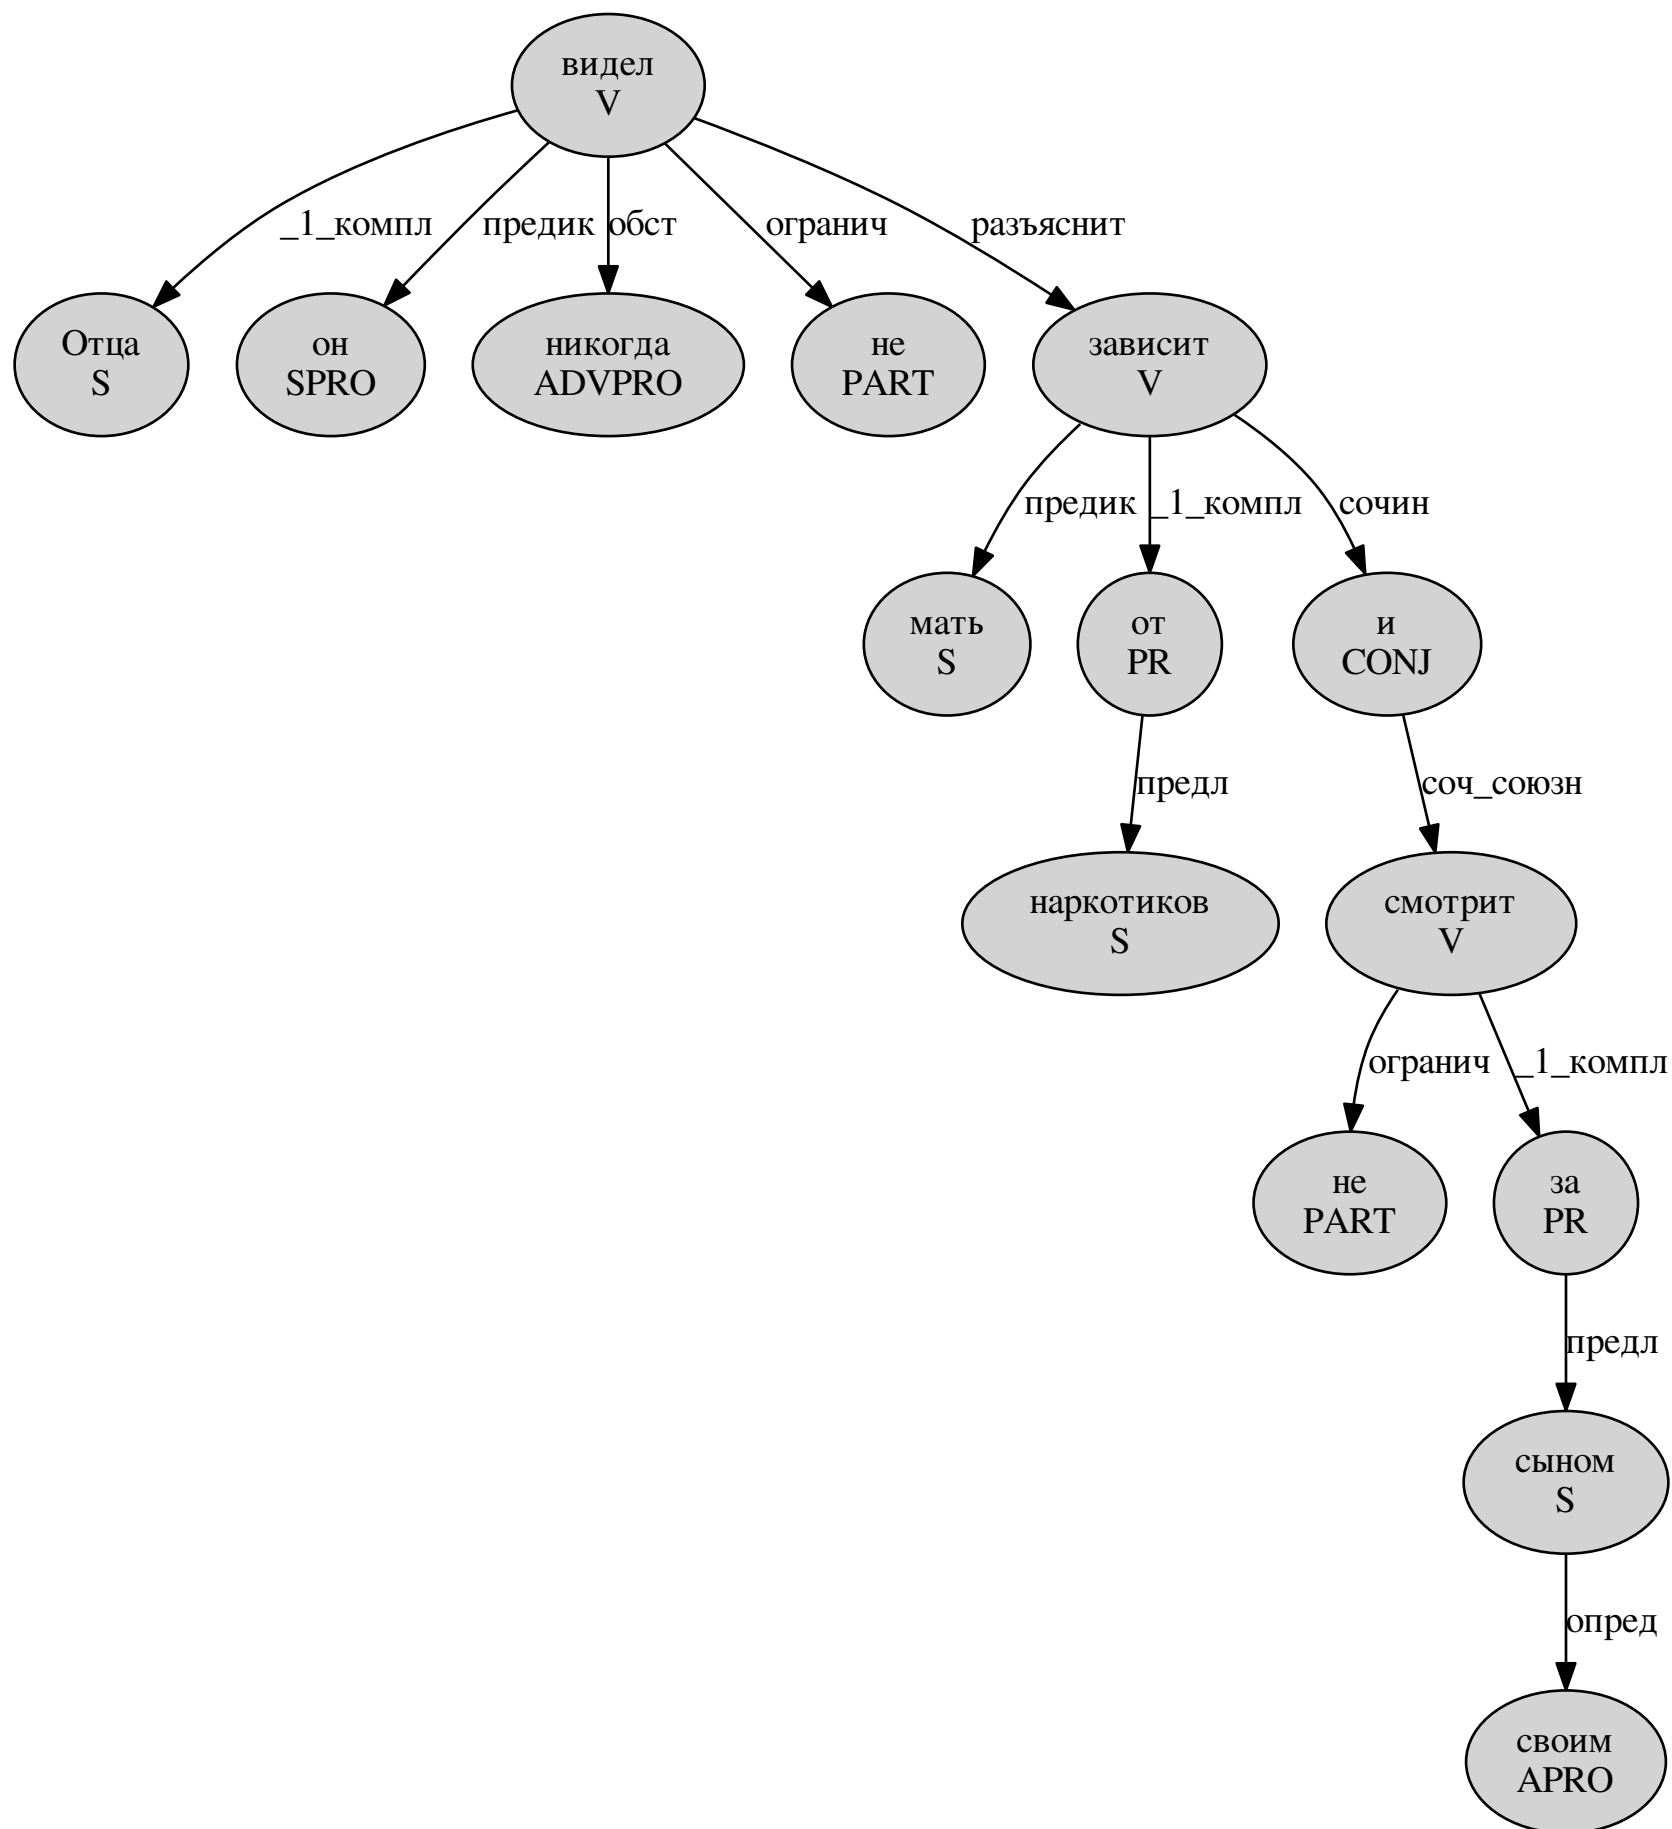 видел
V
_1_компл
предик
обст
огранич
разъяснит
Отца
S
он
SPRO
никогда
ADVPRO
не
PART
зависит
V
предик
_1_компл
сочин
мать
S
от
PR
и
CONJ
предл
соч_союзн
наркотиков
S
смотрит
V
огранич
_1_компл
не
PART
за
PR
предл
сыном
S
опред
своим
APRO